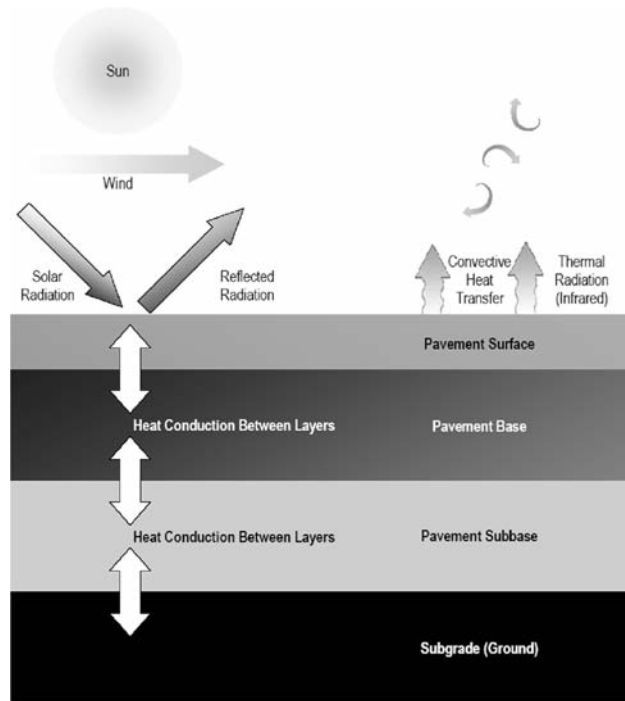 Sun
Wind
Solar
Radiation
Reflected
Radiation
Convective
Heat
Transfer
Thermal
Radiation
(Infrared)
Pavement Surface
Heat Conduction Between Layers
Pavement Base
Heat Conduction Between Layers
Pavement Subbase
Subgrade (Ground)